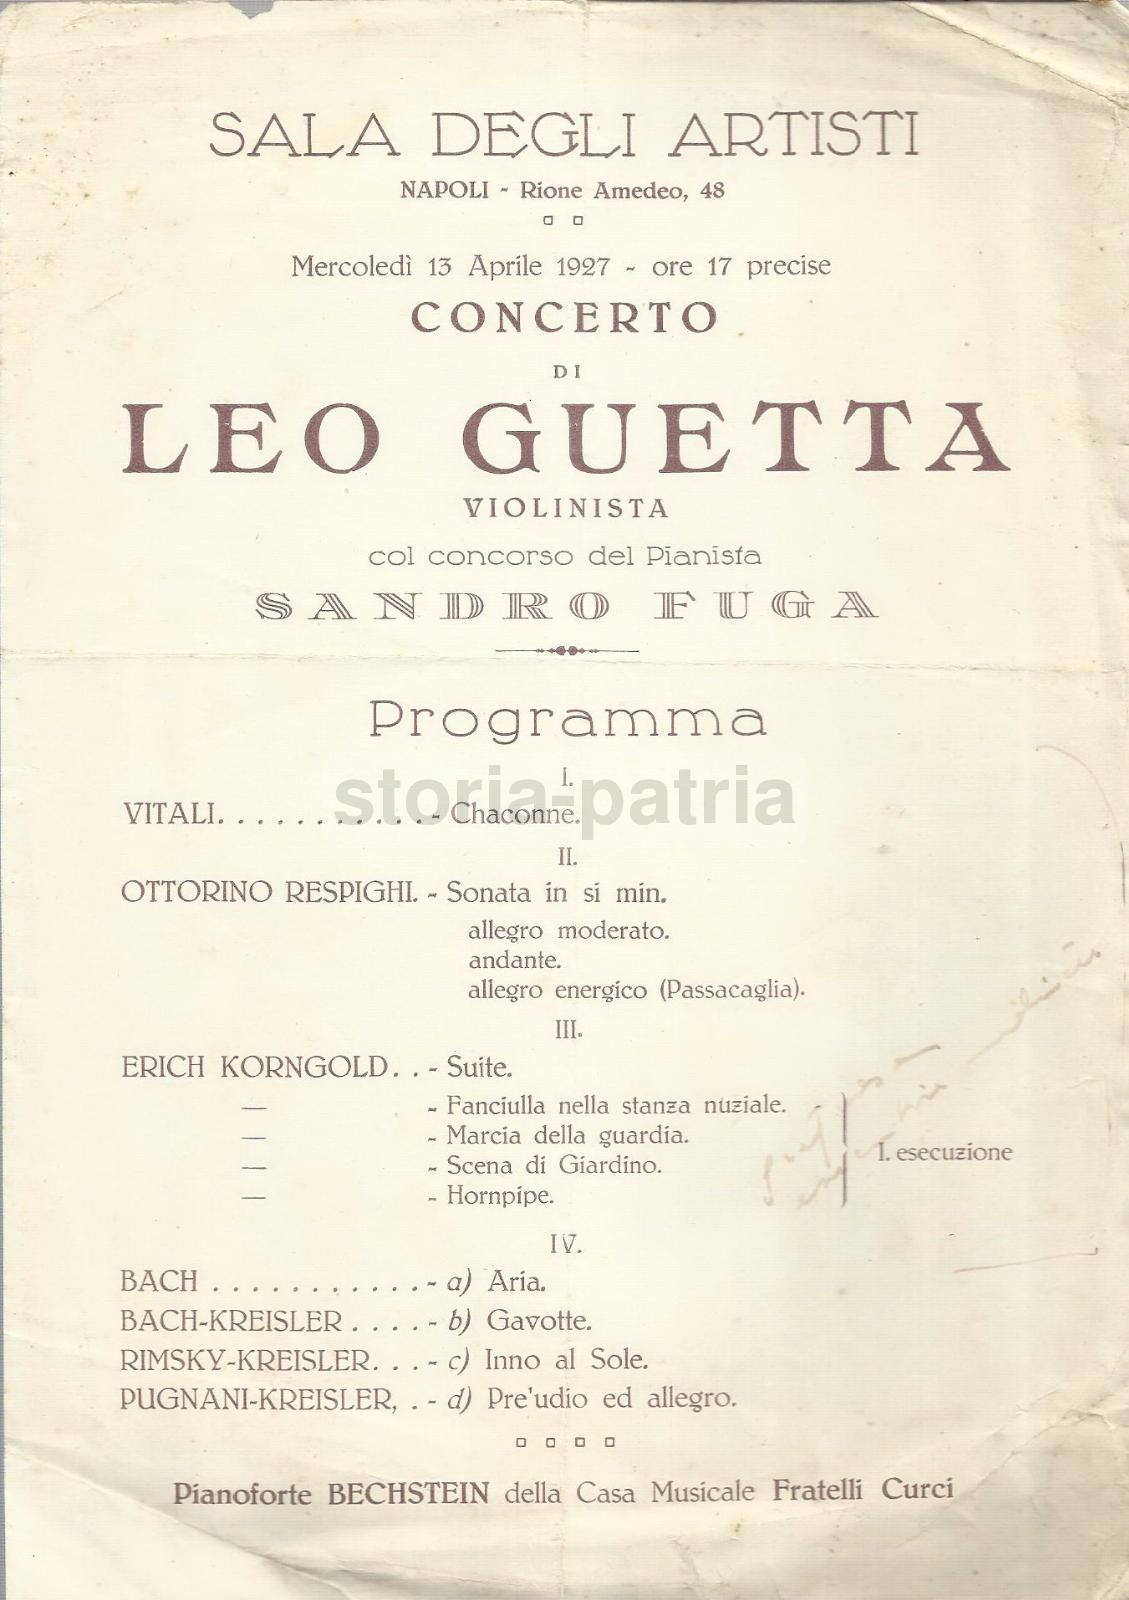 SALA DEGLI ARTISTI
NAPOLI - Rione Amedeo, 48
Mercoledì 13 Aprile 1927 - ore 17 precise
CONCERTO
DI
LEO GUETTA
VIOLINISTA
col concorso del Pianista
SANDRO FUGA
Programma
I.
storia-patria
VITALI. . . . . . . . . . . . - Chaconne.
II.
OTTORINO RESPIGHI. - Sonata in si min.
allegro moderato.
andante.
allegro energico (Passacaglia).
III.
ERICH KORNGOLD. . - Suite.
— - Fanciulla nella stanza nuziale. -
— - Marcia della guardia.
— - Scena di Giardino.
— - Hornpipe.
I. esecuzione
IV.
BACH . . . . . . . . . . . - a) Aria.
BACH-KREISLER . . . . - b) Gavotte.
RIMSKY-KREISLER. . . - c) Inno al Sole.
PUGNANI-KREISLER, . - d) Pre'udio ed allegro.
Pianoforte BECHSTEIN della Casa Musicale Fratelli Curci